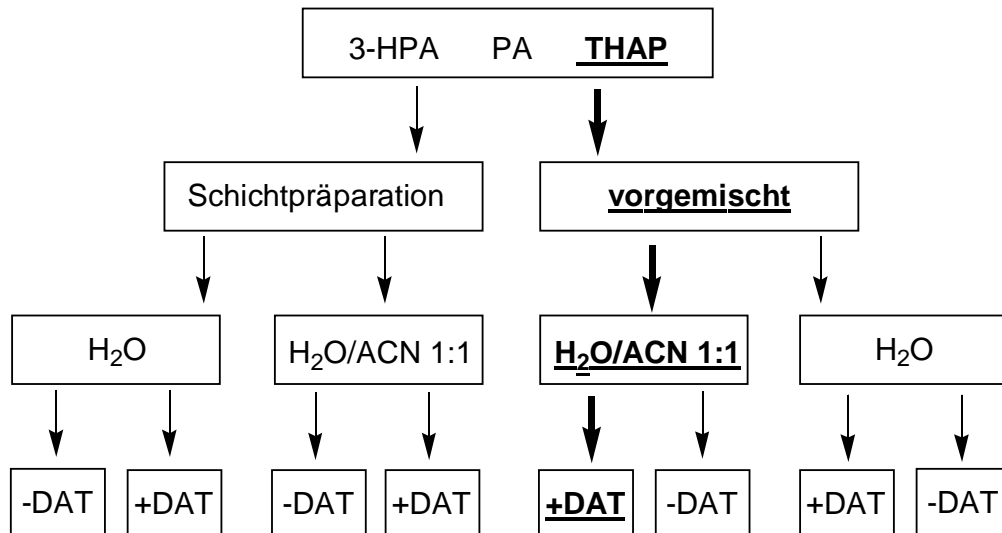 3-HPA PA THAP
Schichtpräparation vorgemischt
H₂O H₂O/ACN 1:1 H₂O/ACN 1:1 H₂O
-DAT +DAT -DAT +DAT +DAT -DAT +DAT -DAT